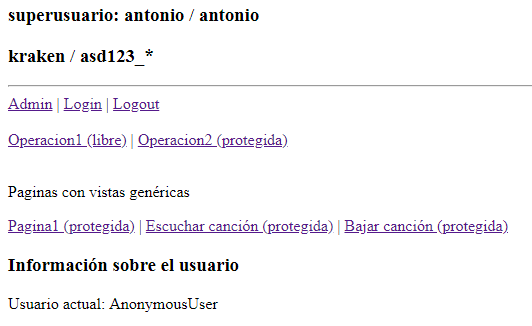 superusuario: antonio / antonio
kraken / asd123_*
Admin | Login | Logout
Operacion1 (libre) | Operacion2 (protegida)
Paginas con vistas genéricas
Pagina1 (protegida) | Escuchar canción (protegida) | Bajar canción (protegida)
Información sobre el usuario
Usuario actual: AnonymousUser